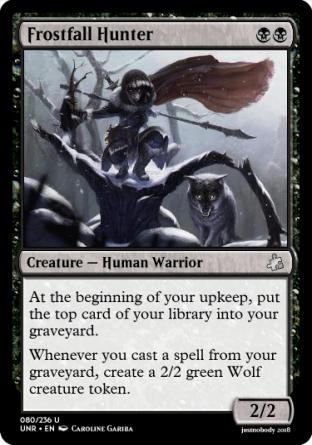 Frostfall Hunter
Creature — Human Warrior
At the beginning of your upkeep, put
the top card of your library into your
graveyard.
Whenever you cast a spell from your
graveyard, create a 2/2 green Wolf
creature token.
2/2
080/236 U
UNR • EN Caroline Gariba
justnobody 2018